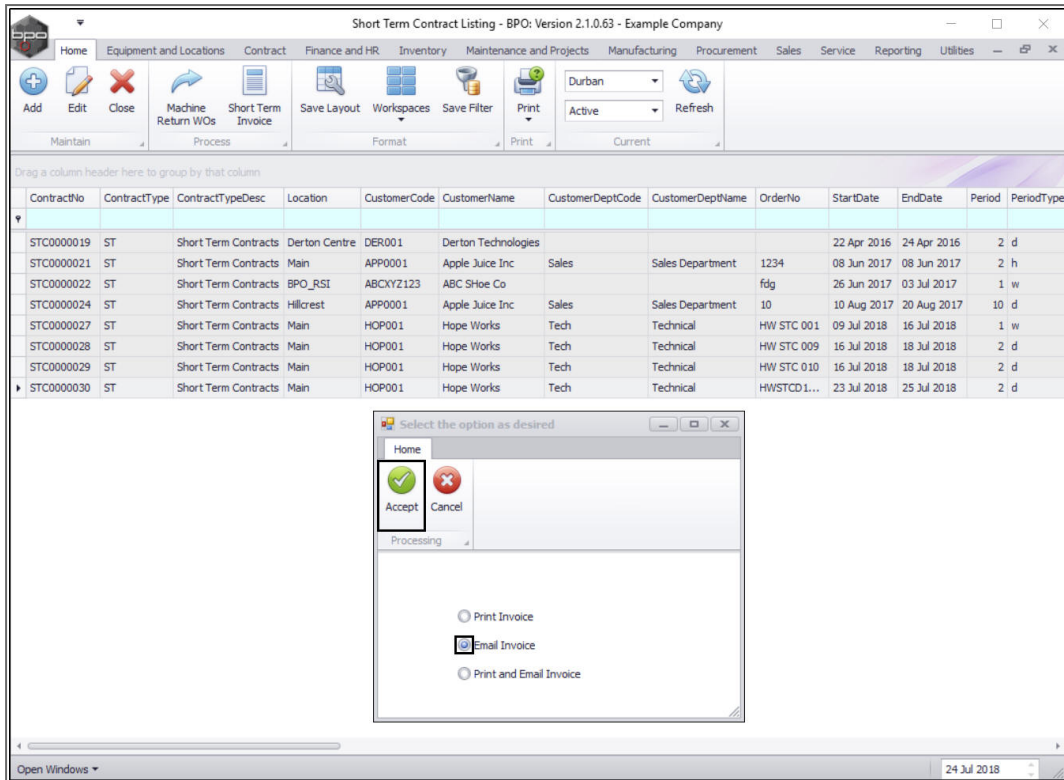 bpo
Short Term Contract Listing - BPO: Version 2.1.0.63 - Example Company
Home Equipment and Locations Contract Finance and HR Inventory Maintenance and Projects Manufacturing Procurement Sales Service Reporting Utilities
Add Edit Close Machine Return WOs Short Term Invoice Save Layout Workspaces Save Filter Print Durban Active Refresh
Maintain Process Format Print Current
Drag a column header here to group by that column
ContractNo ContractType ContractTypeDesc Location CustomerCode CustomerName CustomerDeptCode CustomerDeptName OrderNo StartDate EndDate Period PeriodType
STC0000019 ST Short Term Contracts Derton Centre DER001 Derton Technologies 22 Apr 2016 24 Apr 2016 2 d
STC0000021 ST Short Term Contracts Main APP0001 Apple Juice Inc Sales Sales Department 1234 08 Jun 2017 08 Jun 2017 2 h
STC0000022 ST Short Term Contracts BPO_RSI ABCXYZ123 ABC SHoe Co fdg 26 Jun 2017 03 Jul 2017 1 w
STC0000024 ST Short Term Contracts Hillcrest APP0001 Apple Juice Inc Sales Sales Department 10 10 Aug 2017 20 Aug 2017 10 d
STC0000027 ST Short Term Contracts Main HOP001 Hope Works Tech Technical HW STC 001 09 Jul 2018 16 Jul 2018 1 w
STC0000028 ST Short Term Contracts Main HOP001 Hope Works Tech Technical HW STC 009 16 Jul 2018 18 Jul 2018 2 d
STC0000029 ST Short Term Contracts Main HOP001 Hope Works Tech Technical HW STC 010 16 Jul 2018 18 Jul 2018 2 d
STC0000030 ST Short Term Contracts Main HOP001 Hope Works Tech Technical HWSTCD1... 23 Jul 2018 25 Jul 2018 2 d
Select the option as desired
Home
Accept Cancel
Processing
Print Invoice
Email Invoice
Print and Email Invoice
Open Windows 24 Jul 2018